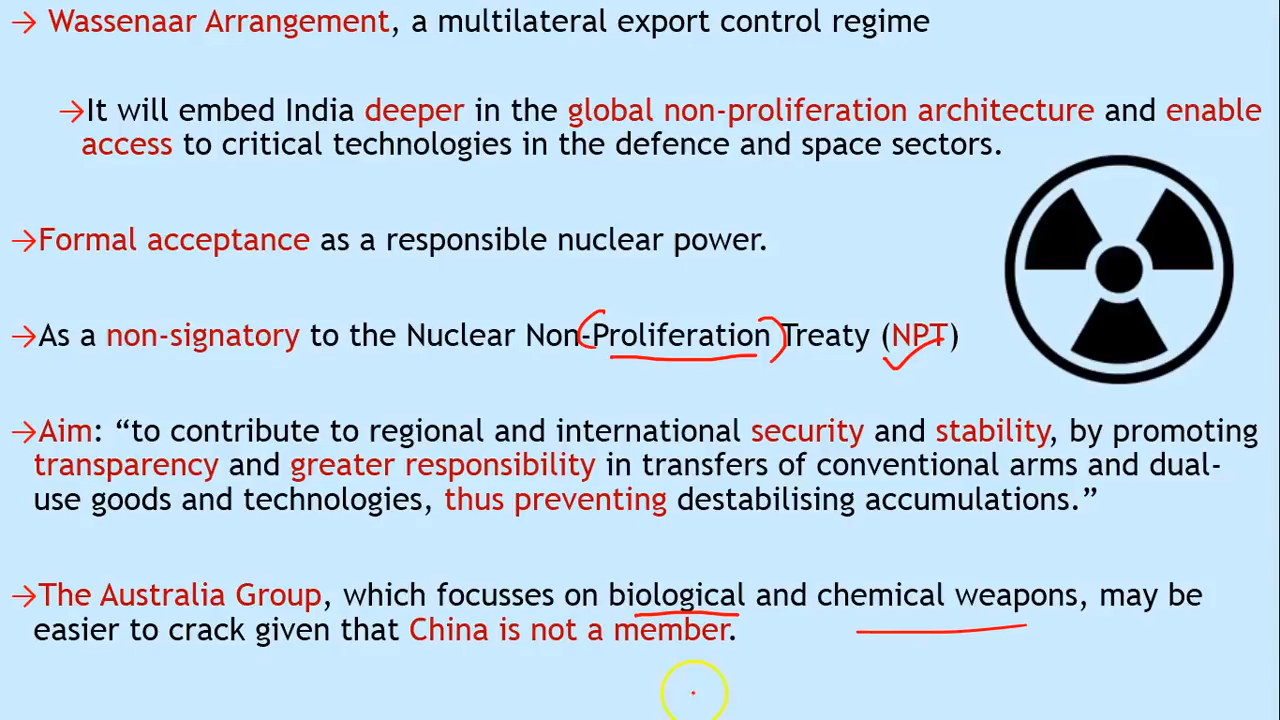 → Wassenaar Arrangement, a multilateral export control regime
→It will embed India deeper in the global non-proliferation architecture and enable
access to critical technologies in the defence and space sectors.
→Formal acceptance as a responsible nuclear power.
→As a non-signatory to the Nuclear Non-Proliferation Treaty (NPT)
→Aim: “to contribute to regional and international security and stability, by promoting
transparency and greater responsibility in transfers of conventional arms and dual-
use goods and technologies, thus preventing destabilising accumulations.”
→The Australia Group, which focusses on biological and chemical weapons, may be
easier to crack given that China is not a member.